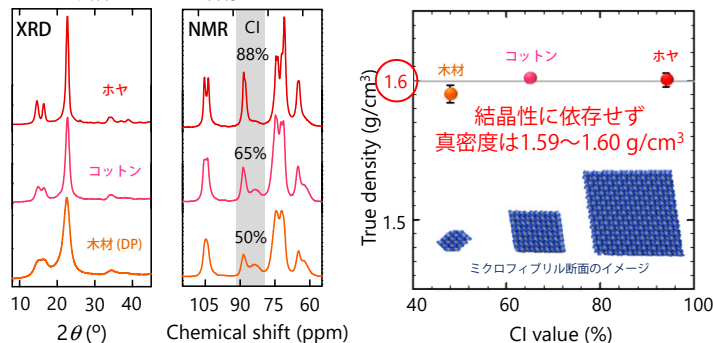 XRD
ホヤ
コットン
木材 (DP)
10 20 30 40
2θ (º)
NMR
CI
88%
65%
50%
105 90 75 60
Chemical shift (ppm)
True density (g/cm³)
1.6
1.5
木材
コットン
ホヤ
結晶性に依存せず
真密度は1.59～1.60 g/cm³
ミクロフィブリル断面のイメージ
40 60 80 100
CI value (%)